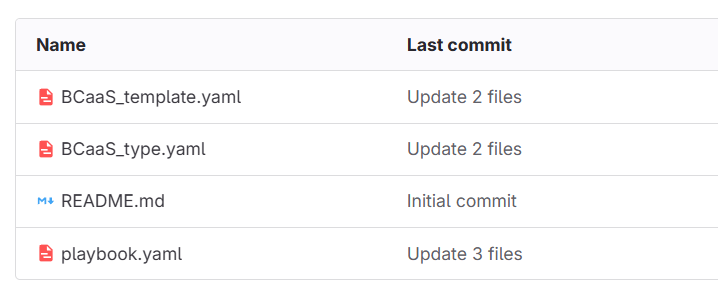 Name Last commit
BCaaS_template.yaml Update 2 files
BCaaS_type.yaml Update 2 files
README.md Initial commit
playbook.yaml Update 3 files